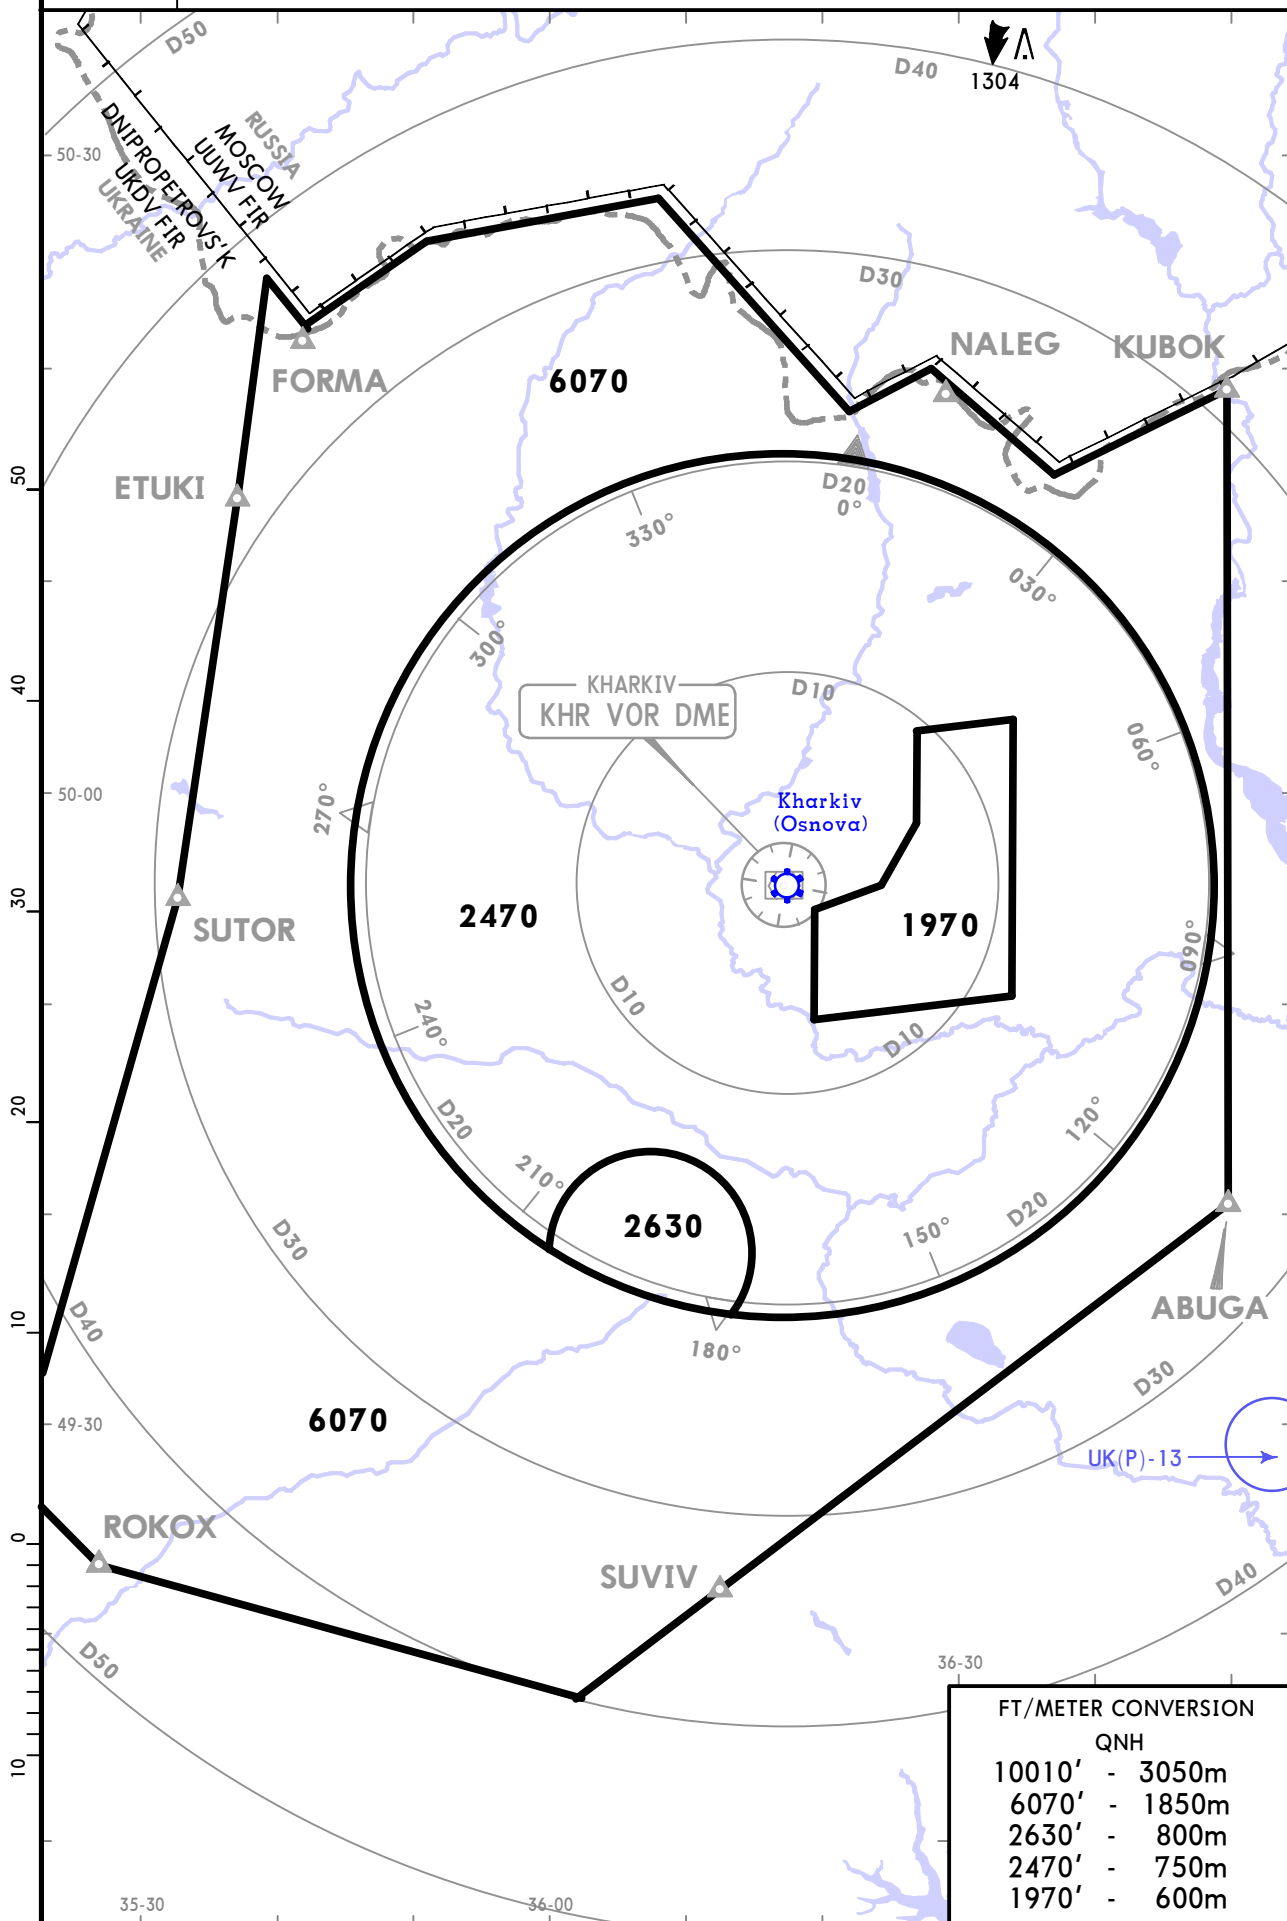 D50
D40
1304
50-30
RUSSIA
MOSCOW
UUWV FIR
DNIPROPETROVS'K
UKDV FIR
UKRAINE
D30
NALEG
KUBOK
FORMA
6070
50
ETUKI
D20
0°
330°
030°
300°
40
KHARKIV
KHR VOR DME
D10
060°
270°
50-00
Kharkiv
(Osnova)
30
2470
1970
SUTOR
090°
D10
240°
D10
20
D20
120°
210°
2630
150°
D20
D30
10
D40
180°
ABUGA
D30
6070
49-30
UK(P)-13
0
ROKOX
SUVIV
D40
D50
36-30
10
FT/METER CONVERSION
QNH
10010' - 3050m
6070' - 1850m
2630' - 800m
2470' - 750m
1970' - 600m
35-30
36-00